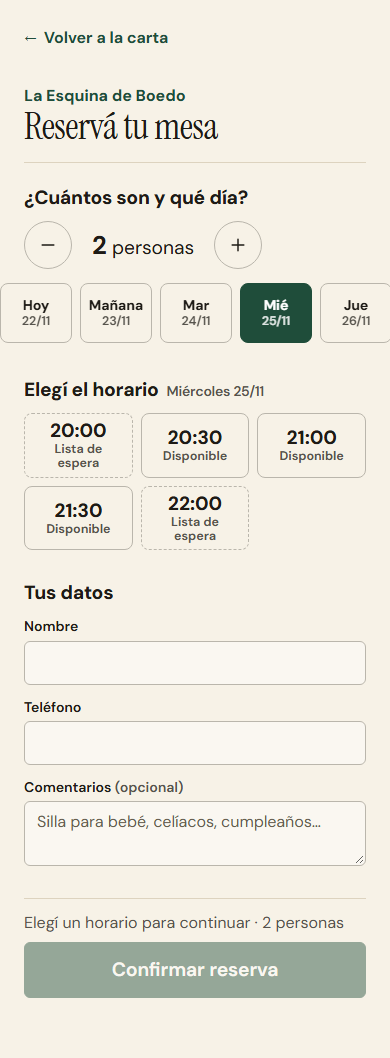 ← Volver a la carta
La Esquina de Boedo
Reservá tu mesa
¿Cuántos son y qué día?
− 2 personas +
Hoy Mañana Mar Mié Jue
22/11 23/11 24/11 25/11 26/11
Elegí el horario Miércoles 25/11
20:00
Lista de
espera
20:30
Disponible
21:00
Disponible
21:30
Disponible
22:00
Lista de
espera
Tus datos
Nombre
Teléfono
Comentarios (opcional)
Silla para bebé, celíacos, cumpleaños...
Elegí un horario para continuar · 2 personas
Confirmar reserva